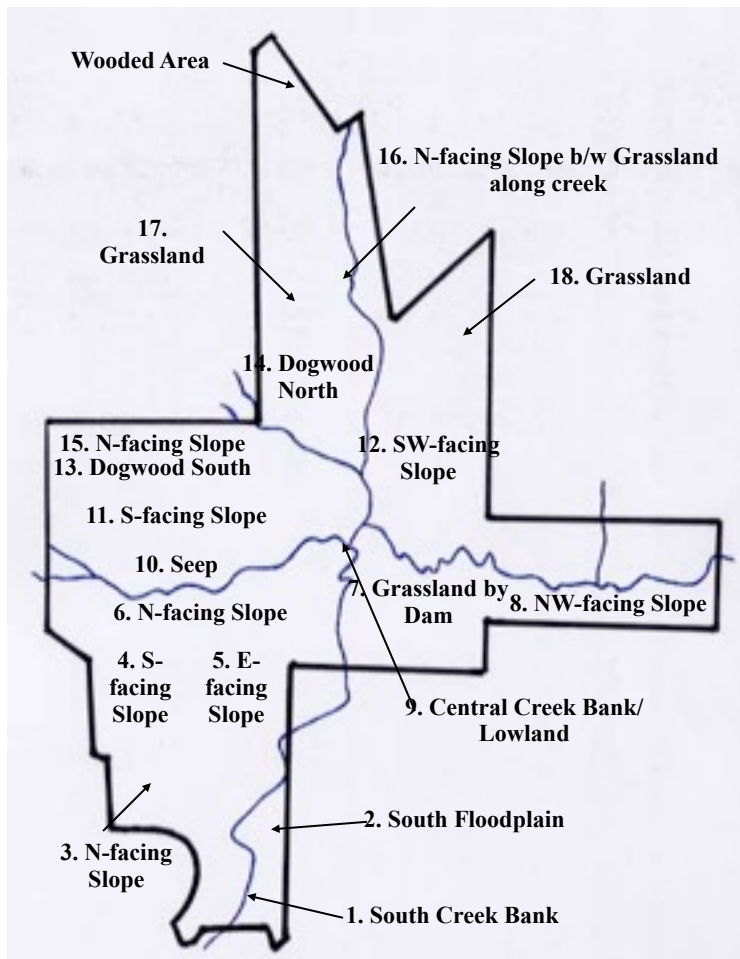 Wooded Area
16. N-facing Slope b/w Grassland
along creek
17.
Grassland
18. Grassland
14. Dogwood
North
15. N-facing Slope
13. Dogwood South
12. SW-facing
Slope
11. S-facing Slope
10. Seep
7. Grassland by
Dam
8. NW-facing Slope
6. N-facing Slope
4. S-
facing
Slope
5. E-
facing
Slope
9. Central Creek Bank/
Lowland
2. South Floodplain
3. N-facing
Slope
1. South Creek Bank